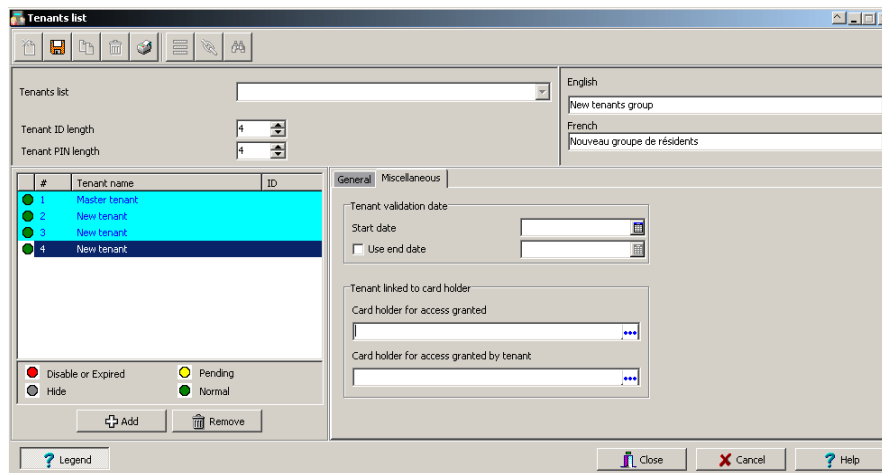 Tenants list
Tenants list
Tenant ID length 4
Tenant PIN length 4
English
New tenants group
French
Nouveau groupe de résidents
# Tenant name ID
1 Master tenant
2 New tenant
3 New tenant
4 New tenant
Disable or Expired Pending
Hide Normal
Add Remove
General Miscellaneous
Tenant validation date
Start date
Use end date
Tenant linked to card holder
Card holder for access granted
Card holder for access granted by tenant
Legend Close Cancel Help